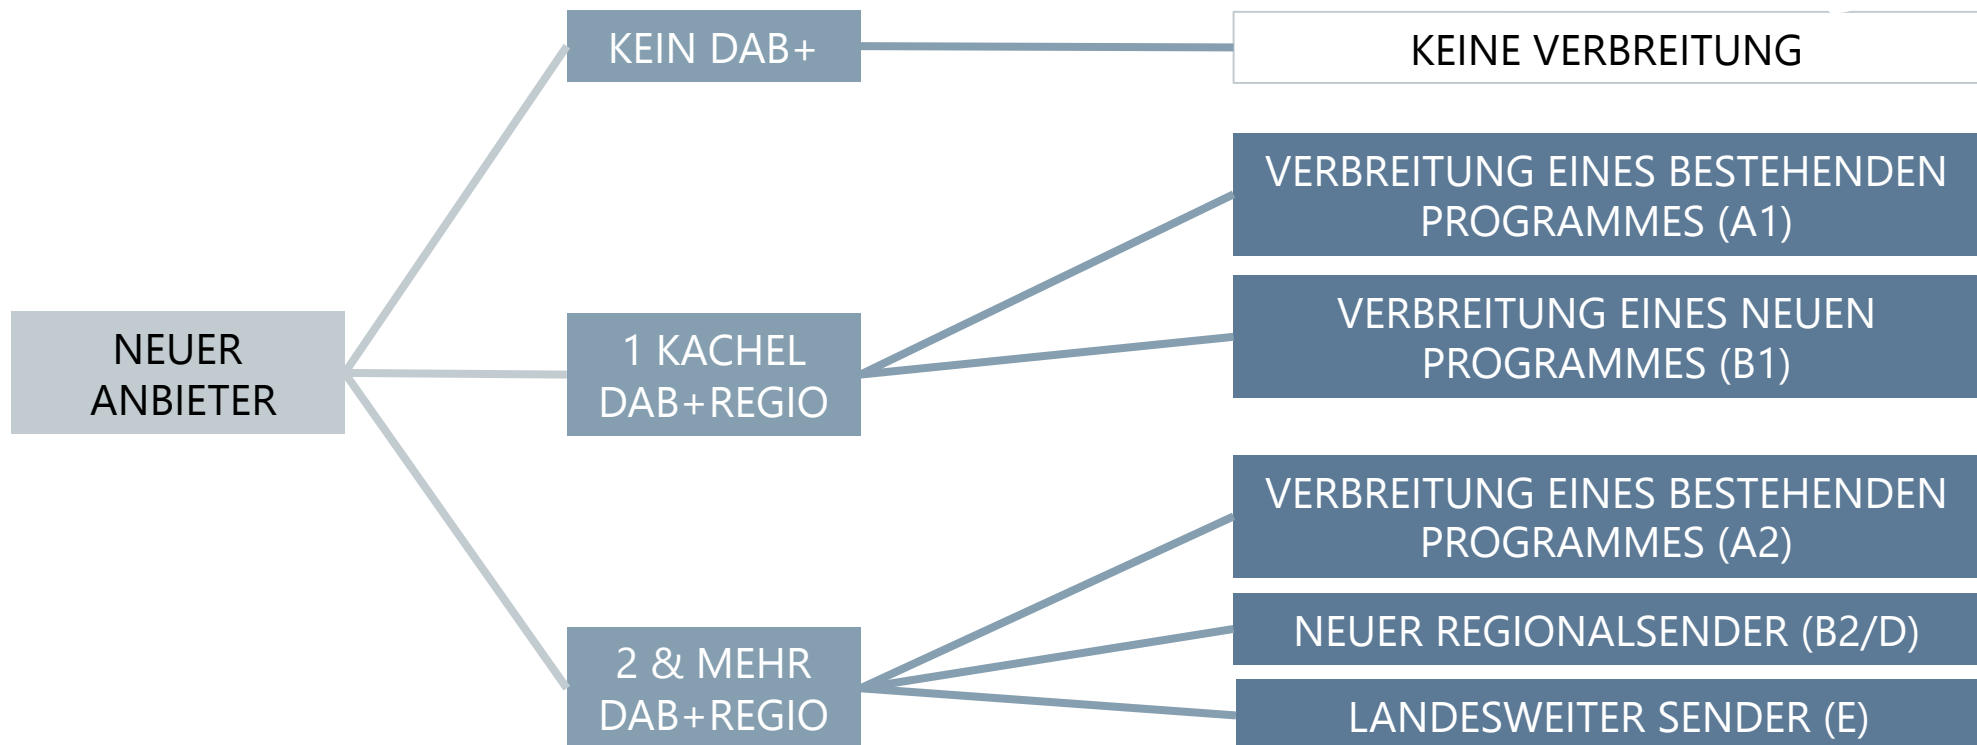 KEIN DAB+
KEINE VERBREITUNG
VERBREITUNG EINES BESTEHENDEN
PROGRAMMES (A1)
VERBREITUNG EINES NEUEN
PROGRAMMES (B1)
NEUER
ANBIETER
1 KACHEL
DAB+REGIO
VERBREITUNG EINES BESTEHENDEN
PROGRAMMES (A2)
NEUER REGIONALSENDER (B2/D)
2 & MEHR
DAB+REGIO
LANDESWEITER SENDER (E)